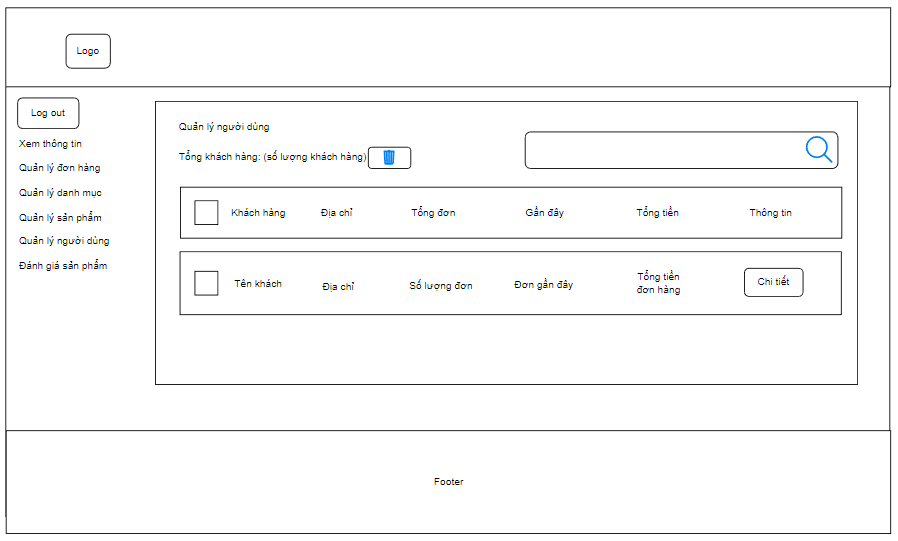 Logo
Log out
Xem thông tin
Quản lý đơn hàng
Quản lý danh mục
Quản lý sản phẩm
Quản lý người dùng
Đánh giá sản phẩm
Quản lý người dùng
Tổng khách hàng: (số lượng khách hàng)
Khách hàng Địa chỉ Tổng đơn Gần đây Tổng tiền Thông tin
Tên khách Địa chỉ Số lượng đơn Đơn gần đây Tổng tiền
đơn hàng Chi tiết
Footer